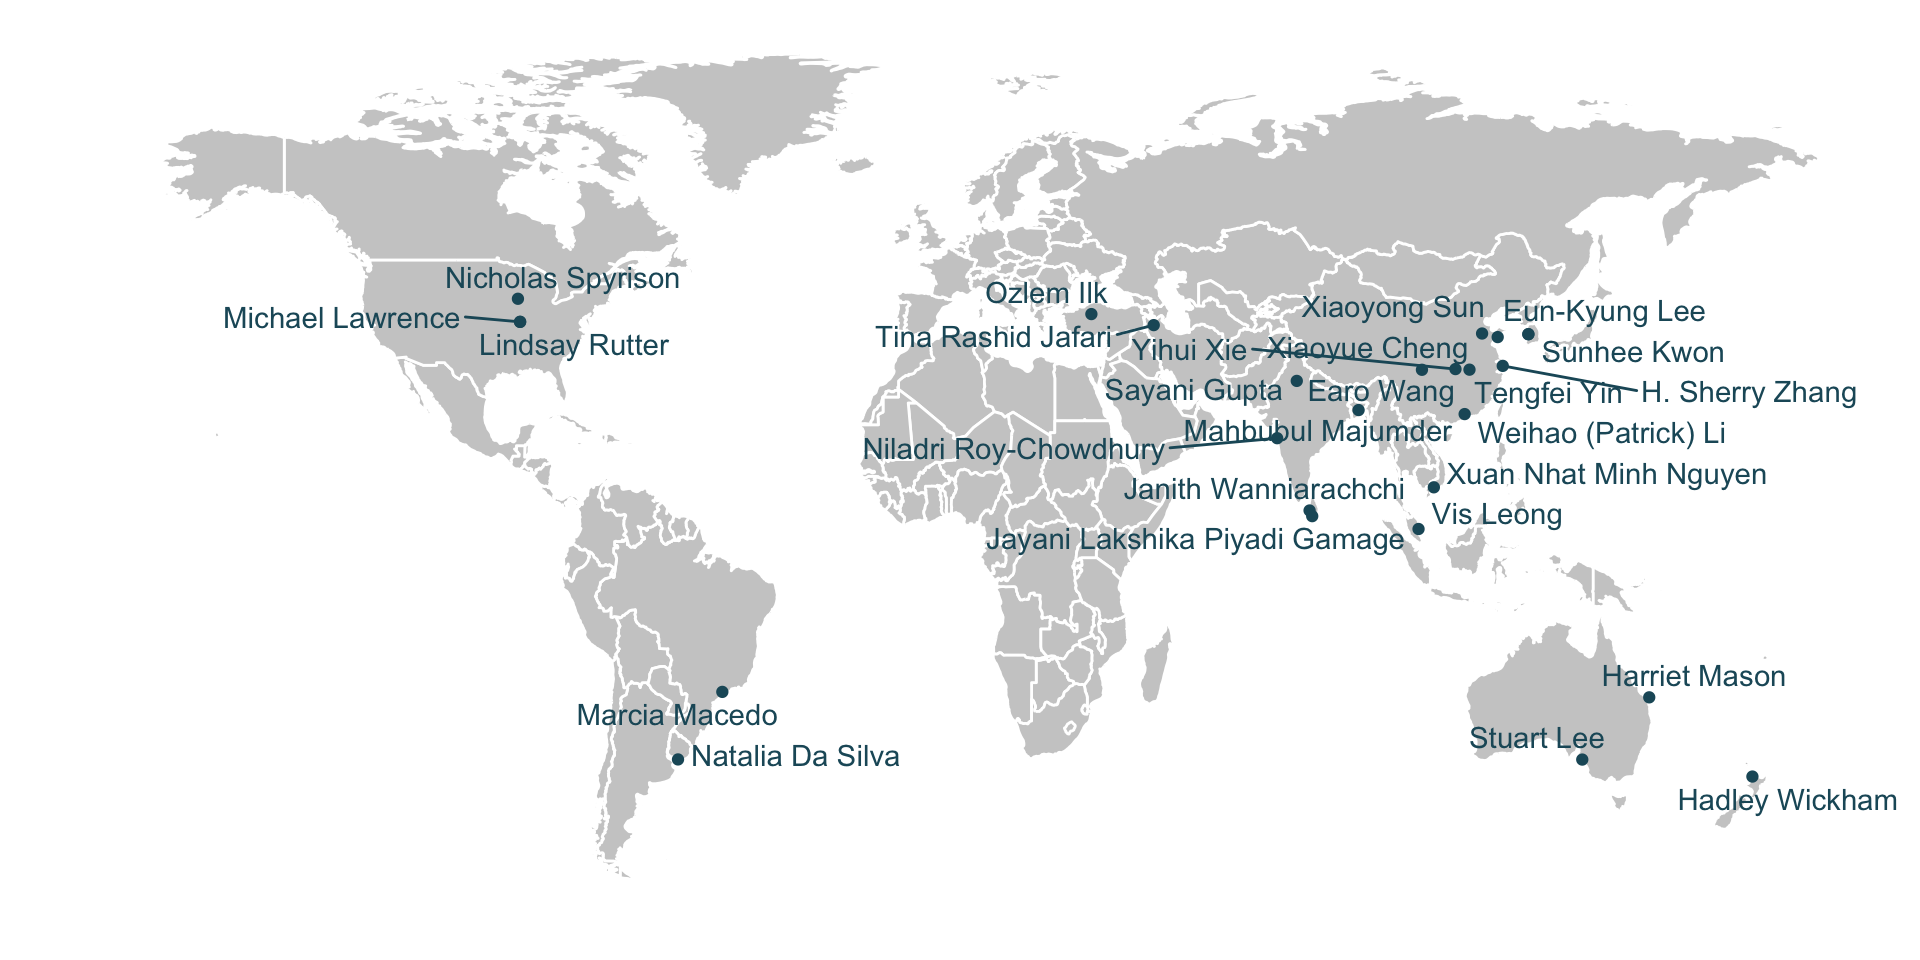 Nicholas Spyrison
Michael Lawrence
Lindsay Rutter
Ozlem Ilk
Tina Rashid Jafari
Xiaoyong Sun
Eun-Kyung Lee
Yihui Xie
Xiaoyue Cheng
Sunhee Kwon
Sayani Gupta
Earo Wang
Tengfei Yin
H. Sherry Zhang
Niladri Roy-Chowdhury
Mahbubul Majumder
Weihao (Patrick) Li
Janith Wanniarachchi
Xuan Nhat Minh Nguyen
Vis Leong
Jayani Lakshika Piyadi Gamage
Marcia Macedo
Natalia Da Silva
Harriet Mason
Stuart Lee
Hadley Wickham